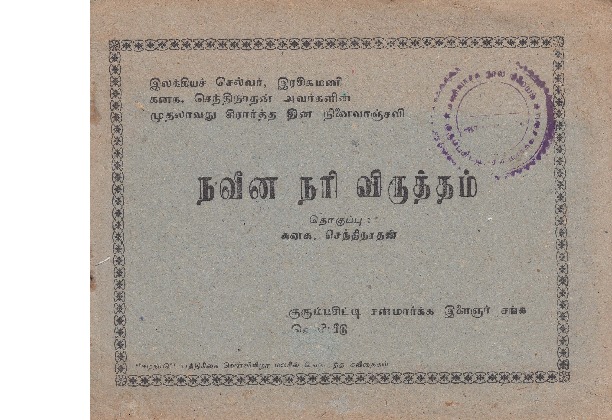 இலக்கியச் செல்வர், இரசிகமணி
கனக. செந்திநாதன் அவர்களின்
முதலாவது சிரார்த்த தின நினைவாஞ்சலி
நவீன நரி விருத்தம்
தொகுப்பு :
கனக. செந்திநாதன்
குரும்பசிட்டி சன்மார்க்க இளைஞர் சங்க
வெளியீடு